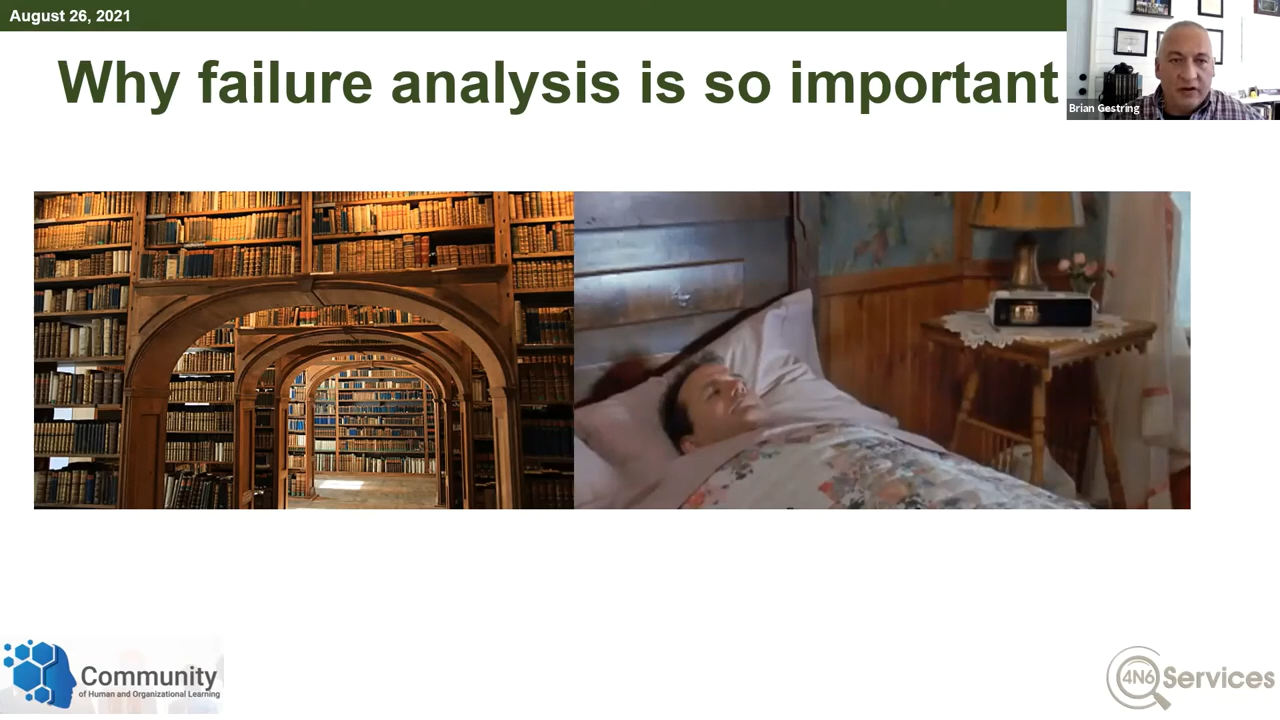 August 26, 2021
Why failure analysis is so important
Brian Gestring
Community
of Human and Organizational Learning
4N6 Services